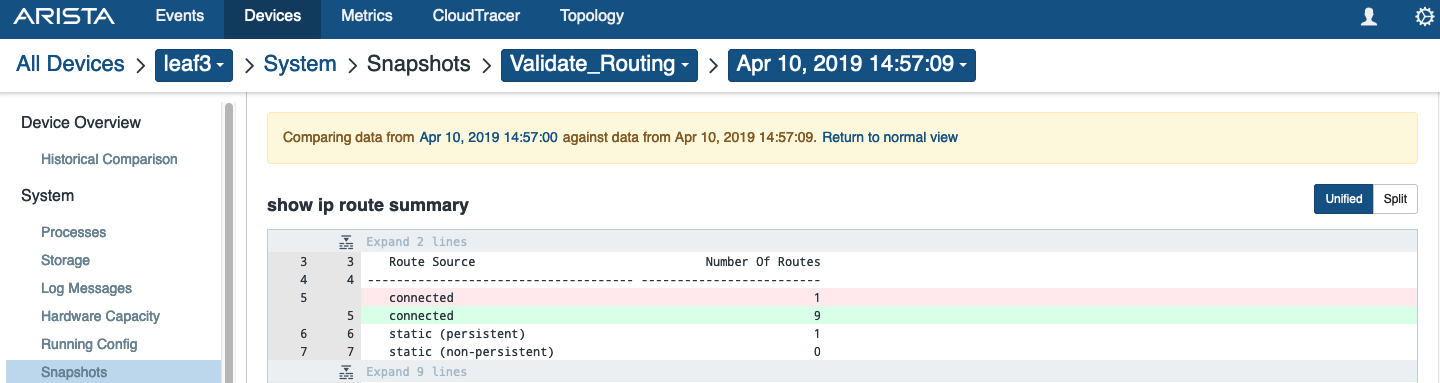 ARISTA Events Devices Metrics CloudTracer Topology
All Devices > leaf3 > System > Snapshots > Validate_Routing > Apr 10, 2019 14:57:09
Device Overview
Historical Comparison
System
Processes
Storage
Log Messages
Hardware Capacity
Running Config
Snapshots
Comparing data from Apr 10, 2019 14:57:00 against data from Apr 10, 2019 14:57:09. Return to normal view
show ip route summary
Unified Split
Expand 2 lines
3 3 Route Source Number Of Routes
4 4 ------------------------------------- -------------------------
5 connected 1
5 connected 9
6 6 static (persistent) 1
7 7 static (non-persistent) 0
Expand 9 lines